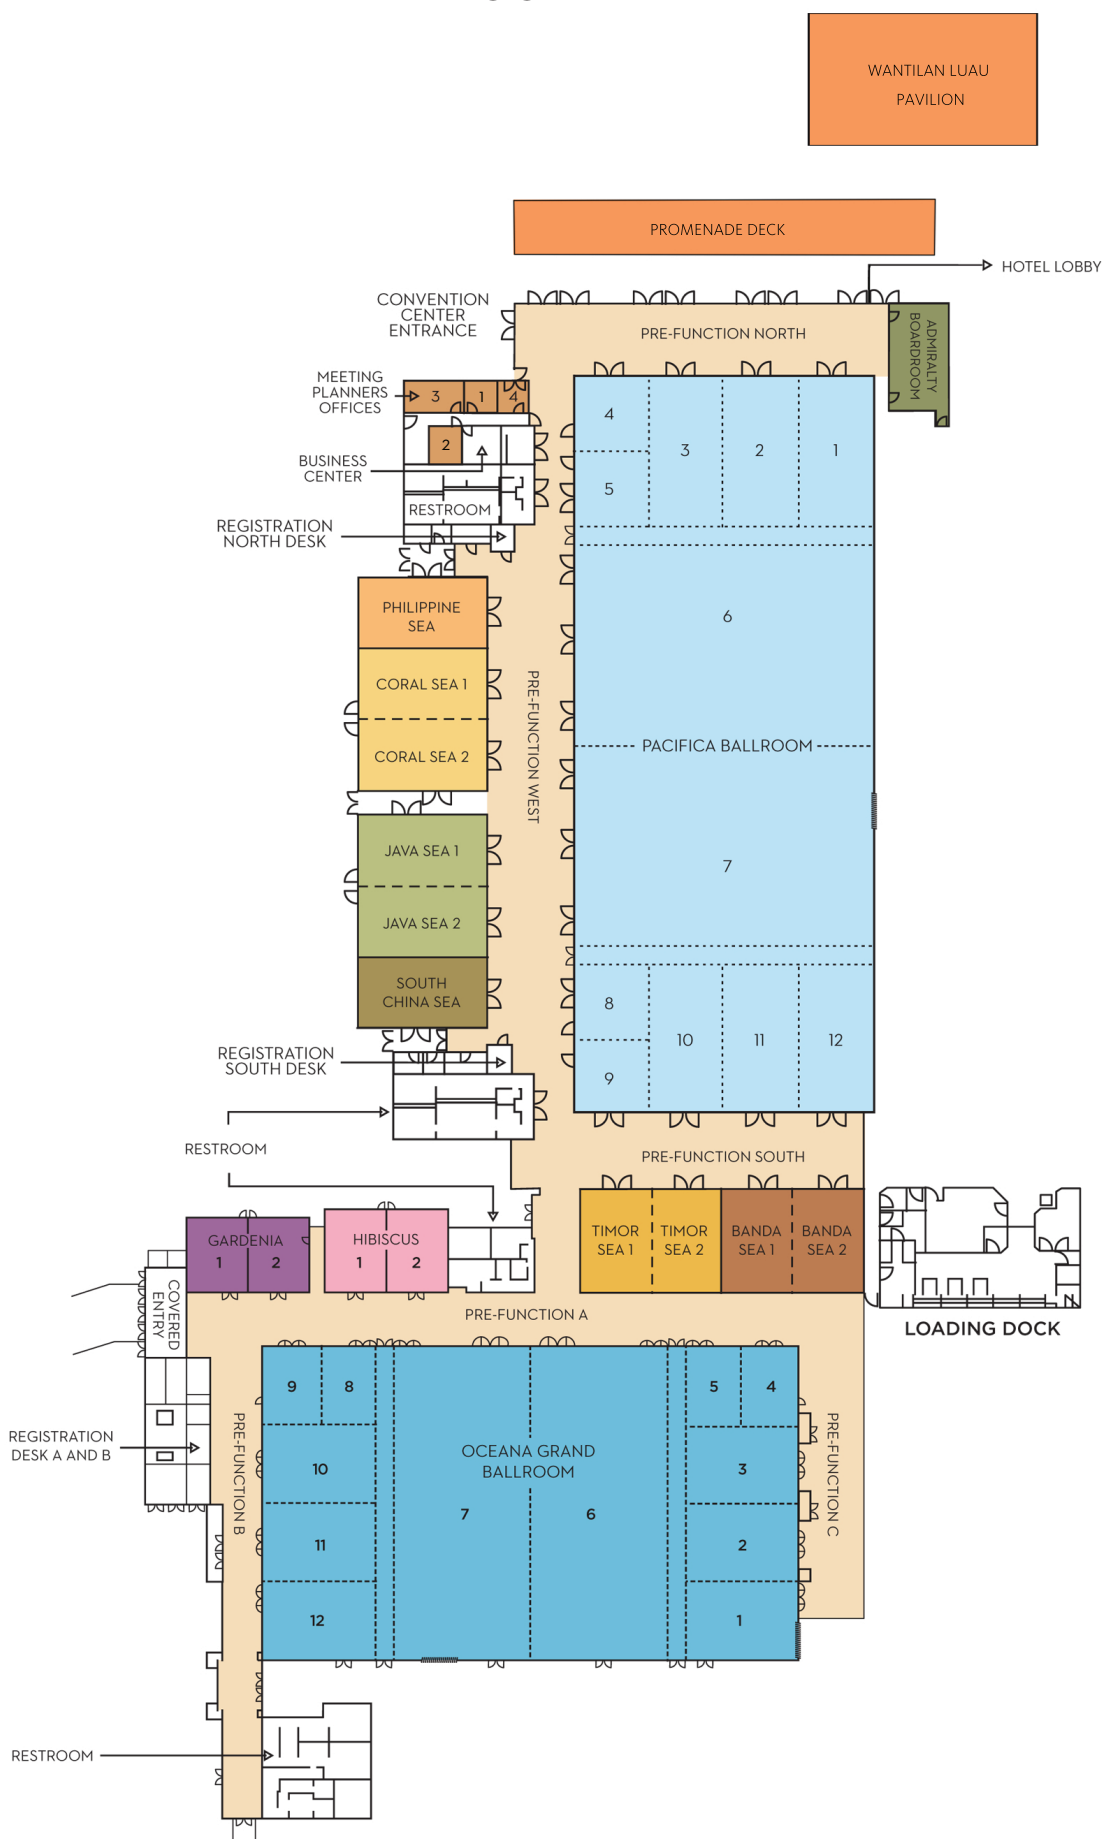 WANTILAN LUAU
PAVILION
PROMENADE DECK
HOTEL LOBBY
CONVENTION
CENTER
ENTRANCE
PRE-FUNCTION NORTH
ADMIRALTY
BOARDROOM
MEETING
PLANNERS
OFFICES
3
1
4
2
BUSINESS
CENTER
RESTROOM
REGISTRATION
NORTH DESK
4
3
2
1
5
6
PACIFICA BALLROOM
7
8
10
11
12
9
PHILIPPINE
SEA
CORAL SEA 1
CORAL SEA 2
PRE-FUNCTION WEST
JAVA SEA 1
JAVA SEA 2
SOUTH
CHINA SEA
REGISTRATION
SOUTH DESK
RESTROOM
PRE-FUNCTION SOUTH
TIMOR
SEA 1
TIMOR
SEA 2
BANDA
SEA 1
BANDA
SEA 2
GARDENIA
1
2
HIBISCUS
1
2
COVERED
ENTRY
PRE-FUNCTION A
LOADING DOCK
REGISTRATION
DESK A AND B
PRE-FUNCTION B
9
8
5
4
OCEANA GRAND
BALLROOM
10
3
7
6
11
2
12
1
PRE-FUNCTION C
RESTROOM